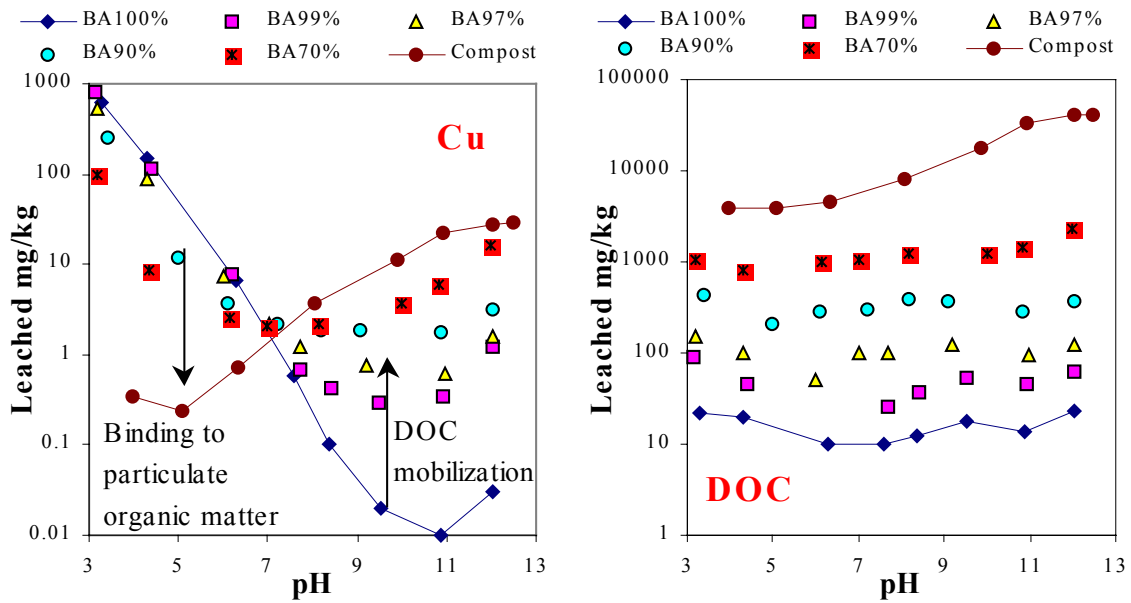 BA100% BA99% BA97%
BA90% BA70% Compost
1000
100
10
1
0.1
0.01
Leached mg/kg
Cu
Binding to
particulate
organic matter
DOC
mobilization
3 5 7 9 11 13
pH
BA100% BA99% BA97%
BA90% BA70% Compost
100000
10000
1000
100
10
1
Leached mg/kg
DOC
3 5 7 9 11 13
pH